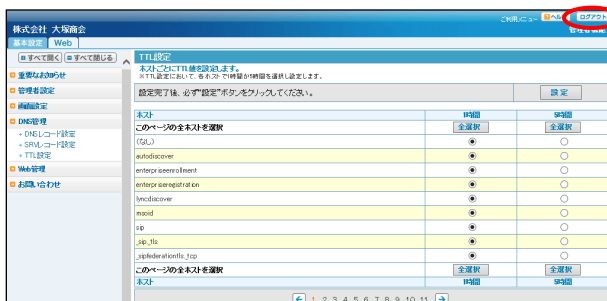 ご利用メニュー ヘルプ ログアウト
株式会社 大塚商会
基本設定 Web
すべて開く すべて閉じる
重要なお知らせ
管理者設定
画面設定
DNS管理
DNSレコード設定
SRVレコード設定
TTL設定
Web管理
お問い合わせ
TTL設定
ホストごとにTTL値を設定します。
※TTL設定において、各ホストで1時間か9時間を選択し設定します。
設定完了後、必ず"設定"ボタンをクリックしてください。 設定
ホスト 1時間 9時間
このページの全ホストを選択 全選択 全選択
(なし)
autodiscover
enterpriseenrollment
enterpriseregistration
lyncdiscover
msoid
sip
_sip._tls
_sipfederationtls._tcp
このページの全ホストを選択 全選択 全選択
ホスト 1時間 9時間
1 2 3 4 5 6 7 8 9 10 11